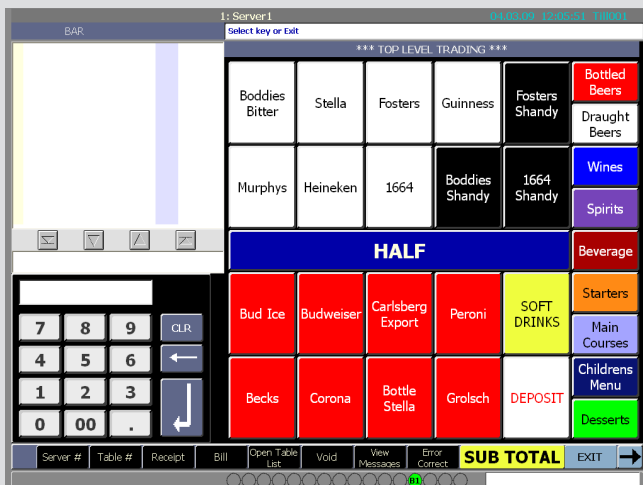 1: Server1
04.03.09 12:05:51 Till001
BAR
Select key or Exit
*** TOP LEVEL TRADING ***
Boddies
Bitter
Stella
Fosters
Guinness
Fosters
Shandy
Bottled
Beers
Draught
Beers
Murphys
Heineken
1664
Boddies
Shandy
1664
Shandy
Wines
Spirits
HALF
Beverage
Bud Ice
Budweiser
Carlsberg
Export
Peroni
SOFT
DRINKS
Starters
Main
Courses
7 8 9 CLR
4 5 6
1 2 3
0 00 .
Becks
Corona
Bottle
Stella
Grolsch
DEPOSIT
Childrens
Menu
Desserts
Server #
Table #
Receipt
Bill
Open Table
List
Void
View
Messages
Error
Correct
SUB TOTAL
EXIT
B1